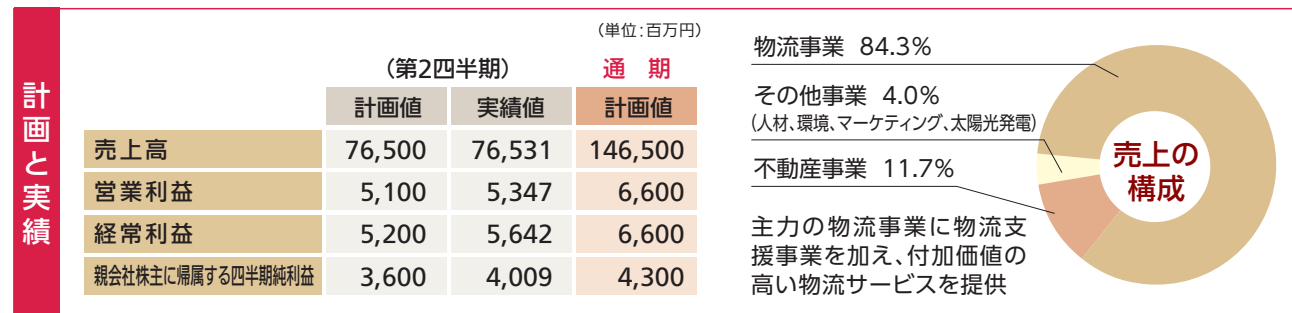 計画と実績
（単位：百万円）
（第2四半期） 通　期
計画値 実績値 計画値
売上高 76,500 76,531 146,500
営業利益 5,100 5,347 6,600
経常利益 5,200 5,642 6,600
親会社株主に帰属する四半期純利益 3,600 4,009 4,300
物流事業 84.3%
その他事業 4.0%
（人材、環境、マーケティング、太陽光発電）
不動産事業 11.7%
売上の
構成
主力の物流事業に物流支
援事業を加え、付加価値の
高い物流サービスを提供